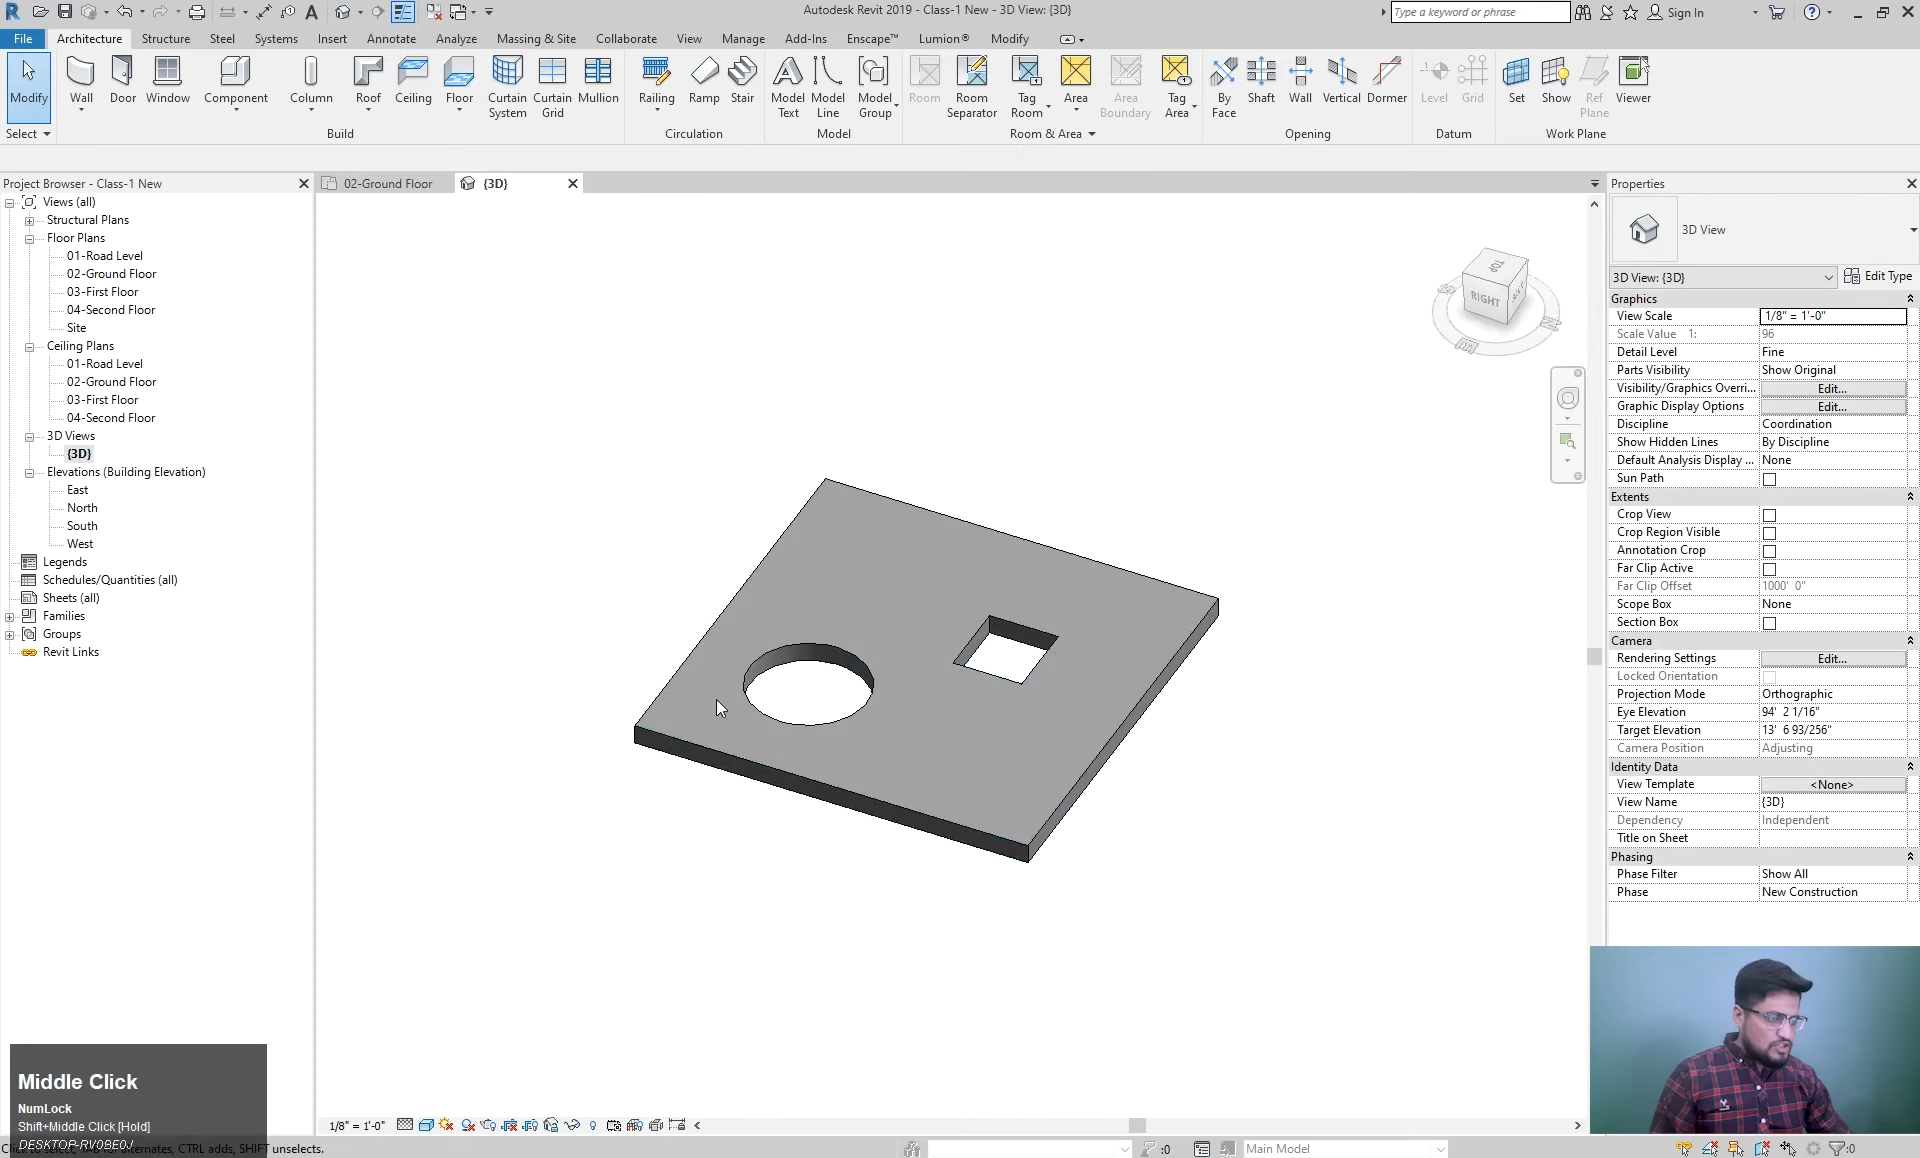 Autodesk Revit 2019 - Class-1 New - 3D View: {3D}
Type a keyword or phrase
Sign In
File Architecture Structure Steel Systems Insert Annotate Analyze Massing & Site Collaborate View Manage Add-Ins Enscape™ Lumion® Modify
Modify Wall Door Window Component Column Roof Ceiling Floor Curtain System Curtain Grid Mullion Railing Ramp Stair Model Text Model Line Model Group Room Room Separator Tag Room Area Area Boundary Tag Area By Face Shaft Wall Vertical Dormer Level Grid Set Show Ref Plane Viewer
Select Build Circulation Model Room & Area Opening Datum Work Plane
Project Browser - Class-1 New
Views (all)
Structural Plans
Floor Plans
01-Road Level
02-Ground Floor
03-First Floor
04-Second Floor
Site
Ceiling Plans
01-Road Level
02-Ground Floor
03-First Floor
04-Second Floor
3D Views
{3D}
Elevations (Building Elevation)
East
North
South
West
Legends
Schedules/Quantities (all)
Sheets (all)
Families
Groups
Revit Links
02-Ground Floor
{3D}
TOP
RIGHT
Properties
3D View
3D View: {3D} Edit Type
Graphics
View Scale 1/8" = 1'-0"
Scale Value 1: 96
Detail Level Fine
Parts Visibility Show Original
Visibility/Graphics Overri... Edit...
Graphic Display Options Edit...
Discipline Coordination
Show Hidden Lines By Discipline
Default Analysis Display ... None
Sun Path
Extents
Crop View
Crop Region Visible
Annotation Crop
Far Clip Active
Far Clip Offset 1000' 0"
Scope Box None
Section Box
Camera
Rendering Settings Edit...
Locked Orientation
Projection Mode Orthographic
Eye Elevation 94' 2 1/16"
Target Elevation 13' 6 93/256"
Camera Position Adjusting
Identity Data
View Template <None>
View Name {3D}
Dependency Independent
Title on Sheet
Phasing
Phase Filter Show All
Phase New Construction
Middle Click
NumLock
Shift+Middle Click [Hold]
DESKTOP-RV0BF0J
1/8" = 1'-0"
Click to select, TAB for alternates, CTRL adds, SHIFT unselects.
:0
Main Model
:0